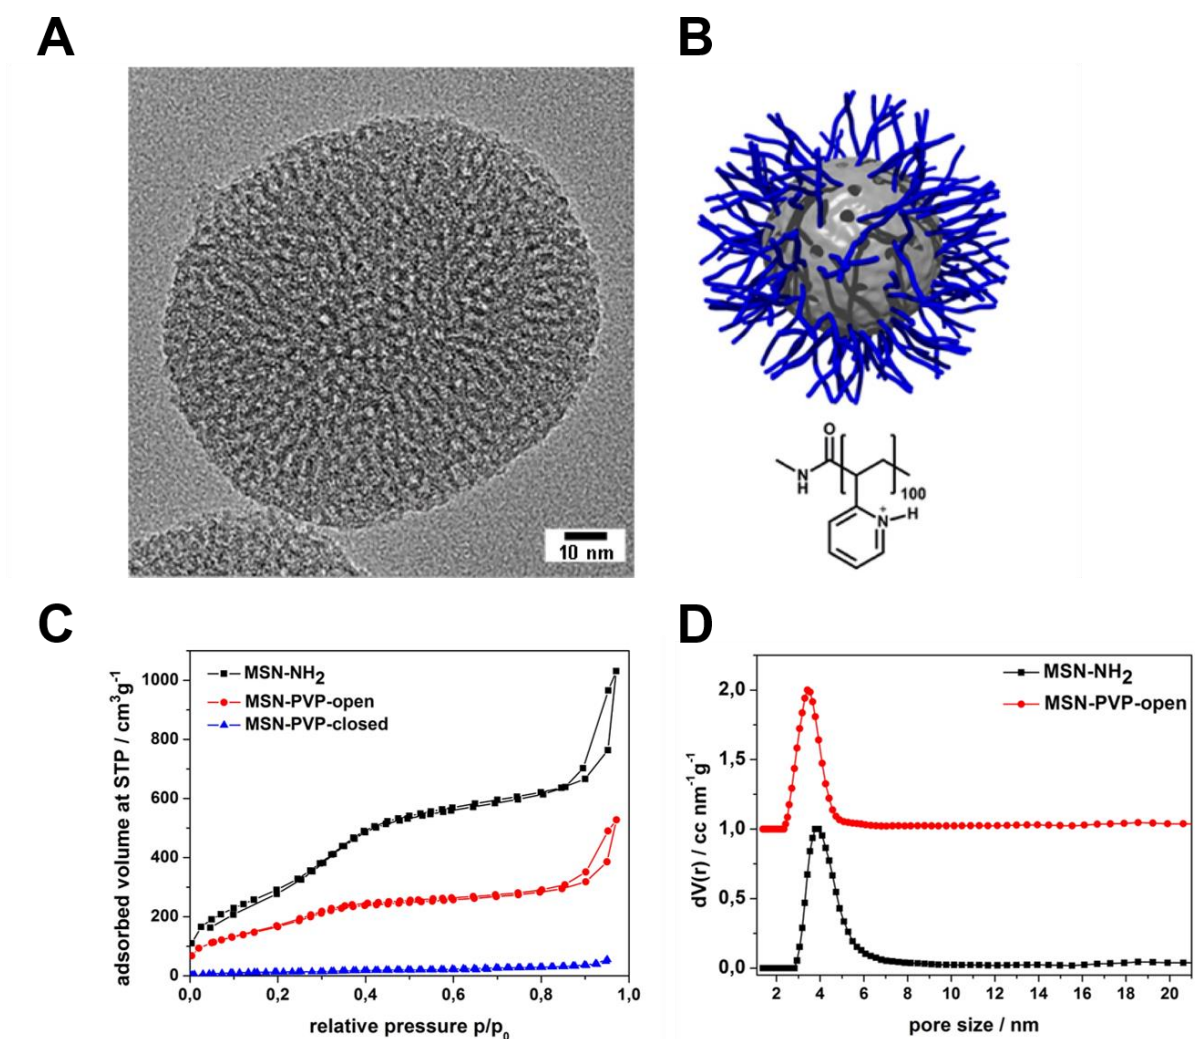 A
B
10 nm
O
N
H
100
N
+
H
C
D
adsorbed volume at STP / cm³g⁻¹
1000
800
600
400
200
0
MSN-NH₂
MSN-PVP-open
MSN-PVP-closed
0,0 0,2 0,4 0,6 0,8 1,0
relative pressure p/p₀
dV(r) / cc nm⁻¹g⁻¹
2,0
1,5
1,0
0,5
0,0
MSN-NH₂
MSN-PVP-open
2 4 6 8 10 12 14 16 18 20
pore size / nm